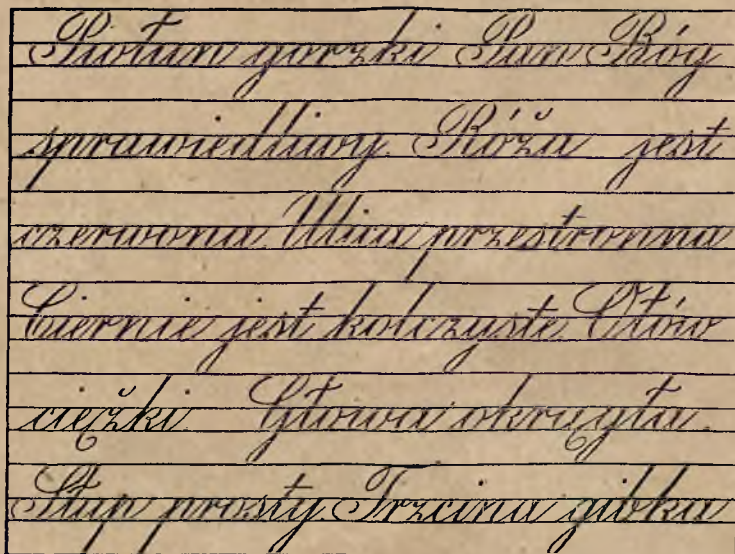 Piołun gorzki Pan Bóg
sprawiedliwy. Róża jest
czerwona. Ulica przestronna
Ciernie jest kolczyste. Ołów
ciężki. Głowa okrągła.
Słup prosty. Trzcina gibka